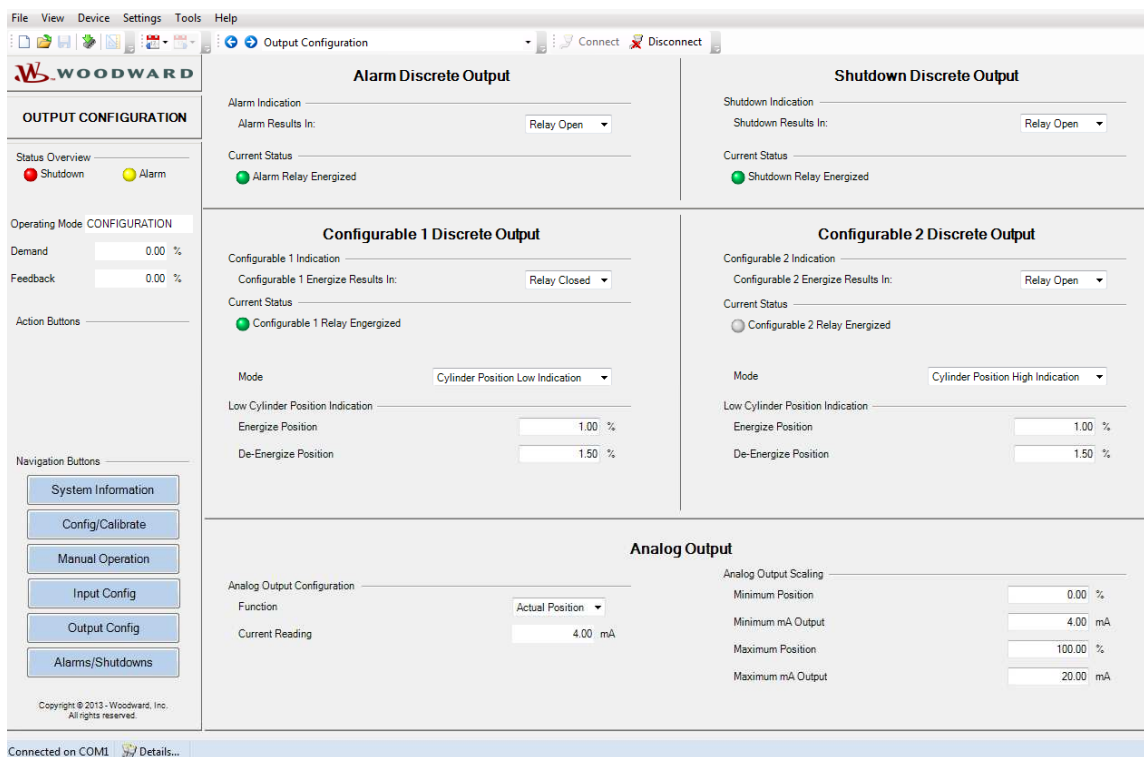 File View Device Settings Tools Help
Output Configuration Connect Disconnect
WOODWARD
OUTPUT CONFIGURATION
Status Overview
Shutdown Alarm
Operating Mode CONFIGURATION
Demand 0.00 %
Feedback 0.00 %
Action Buttons
Navigation Buttons
System Information
Config/Calibrate
Manual Operation
Input Config
Output Config
Alarms/Shutdowns
Copyright © 2013 - Woodward, Inc.
All rights reserved.
Alarm Discrete Output
Alarm Indication
Alarm Results In: Relay Open
Current Status
Alarm Relay Energized
Shutdown Discrete Output
Shutdown Indication
Shutdown Results In: Relay Open
Current Status
Shutdown Relay Energized
Configurable 1 Discrete Output
Configurable 1 Indication
Configurable 1 Energize Results In: Relay Closed
Current Status
Configurable 1 Relay Engergized
Mode Cylinder Position Low Indication
Low Cylinder Position Indication
Energize Position 1.00 %
De-Energize Position 1.50 %
Configurable 2 Discrete Output
Configurable 2 Indication
Configurable 2 Energize Results In: Relay Open
Current Status
Configurable 2 Relay Energized
Mode Cylinder Position High Indication
Low Cylinder Position Indication
Energize Position 1.00 %
De-Energize Position 1.50 %
Analog Output
Analog Output Configuration
Function Actual Position
Current Reading 4.00 mA
Analog Output Scaling
Minimum Position 0.00 %
Minimum mA Output 4.00 mA
Maximum Position 100.00 %
Maximum mA Output 20.00 mA
Connected on COM1 Details...